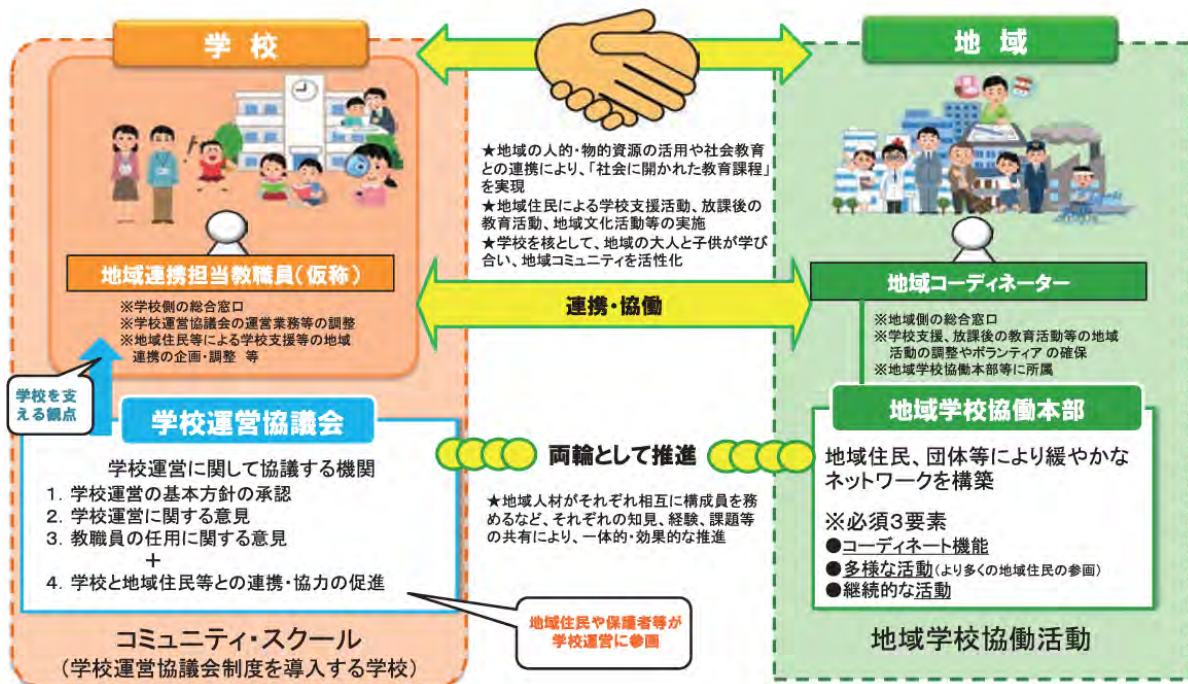 学校
地域
★地域の人的・物的資源の活用や社会教育
との連携により、「社会に開かれた教育課程」
を実現
★地域住民による学校支援活動、放課後の
教育活動、地域文化活動等の実施
★学校を核として、地域の大人と子供が学び
合い、地域コミュニティを活性化
地域連携担当教職員(仮称)
※学校側の総合窓口
※学校運営協議会の運営業務等の調整
※地域住民等による学校支援等の地域
連携の企画・調整 等
連携・協働
地域コーディネーター
※地域側の総合窓口
※学校支援、放課後の教育活動等の地域
活動の調整やボランティア の確保
※地域学校協働本部等に所属
学校を支
える観点
学校運営協議会
学校運営に関して協議する機関
1. 学校運営の基本方針の承認
2. 学校運営に関する意見
3. 教職員の任用に関する意見
+
4. 学校と地域住民等との連携・協力の促進
両輪として推進
★地域人材がそれぞれ相互に構成員を務
めるなど、それぞれの知見、経験、課題等
の共有により、一体的・効果的な推進
地域学校協働本部
地域住民、団体等により緩やかな
ネットワークを構築
※必須3要素
●コーディネート機能
●多様な活動(より多くの地域住民の参画)
●継続的な活動
地域住民や保護者等が
学校運営に参画
コミュニティ・スクール
(学校運営協議会制度を導入する学校)
地域学校協働活動